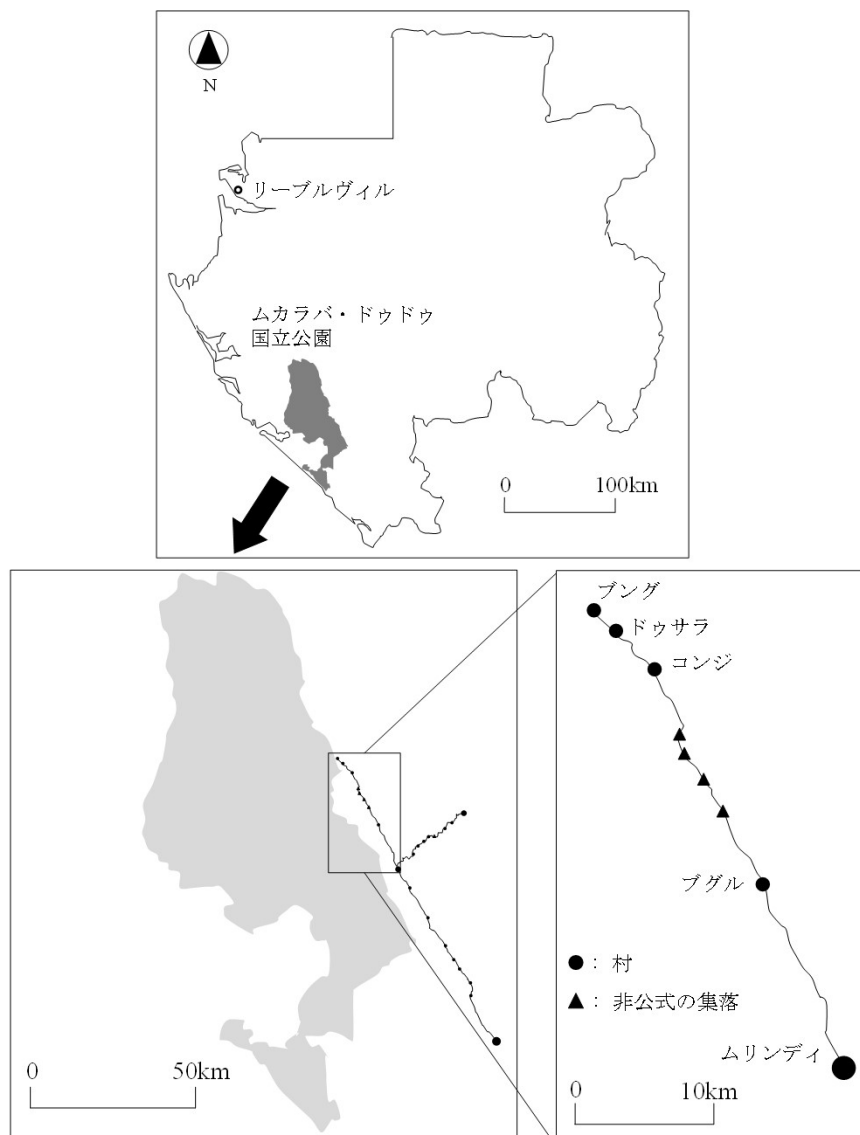 N
リーブルヴィル
ムカラバ・ドゥドゥ
国立公園
0 100km
0 50km
ブング
ドゥサラ
コンジ
ブグル
●： 村
▲： 非公式の集落
ムリンディ
0 10km